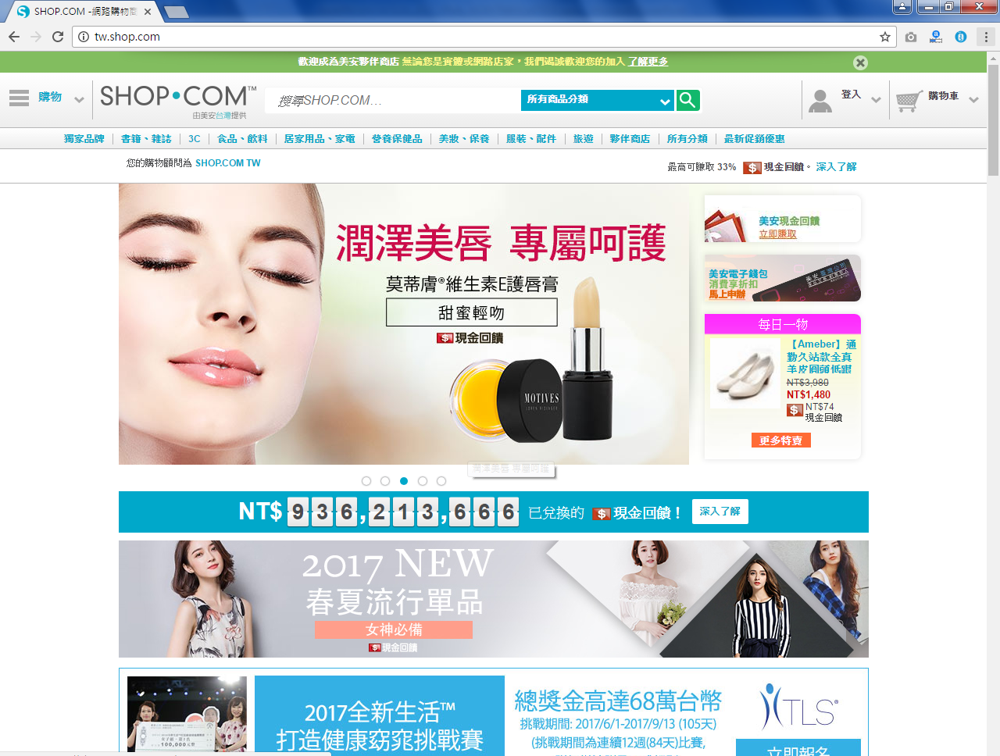 SHOP.COM -網路購物商
tw.shop.com
歡迎成為美安夥伴商店 無論您是實體或網路店家，我們竭誠歡迎您的加入 了解更多
購物
SHOP•COM™
由美安台灣提供
搜尋SHOP.COM...
所有商品分類
登入
購物車
獨家品牌
書籍、雜誌
3C
食品、飲料
居家用品、家電
營養保健品
美妝、保養
服裝、配件
旅遊
夥伴商店
所有分類
最新促銷優惠
您的購物顧問為 SHOP.COM TW
最高可賺取 33% $ 現金回饋。 深入了解
潤澤美唇 專屬呵護
莫蒂膚®維生素E護唇膏
甜蜜輕吻
$ 現金回饋
MOTIVES
潤澤美唇 專屬呵護
美安現金回饋
立即賺取
美安電子錢包
消費享折扣
馬上申辦
每日一物
【Ameber】通
勤久站款全真
羊皮圓頭低跟
NT$3,980
NT$1,480
$ NT$74
現金回饋
更多特賣
NT$ 936,213,666 已兌換的 $ 現金回饋！ 深入了解
2017 NEW
春夏流行單品
女神必備
$ 現金回饋
100,000元整
2017全新生活™
打造健康窈窕挑戰賽
總獎金高達68萬台幣
挑戰期間: 2017/6/1-2017/9/13 (105天)
(挑戰期間為連續12週(84天)比賽,
TLS®
立即報名